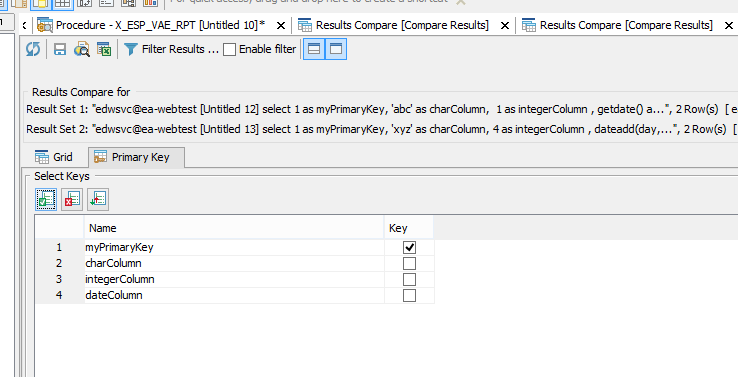 For quick access, drag and drop here to create a shortcut
Procedure - X_ESP_VAE_RPT [Untitled 10]*
Results Compare [Compare Results]
Results Compare [Compare Results]
Filter Results ...
Enable filter
Results Compare for
Result Set 1: "edwsvc@ea-webtest [Untitled 12] select 1 as myPrimaryKey, 'abc' as charColumn,  1 as integerColumn , getdate() a...", 2 Row(s)  [ e
Result Set 2: "edwsvc@ea-webtest [Untitled 13] select 1 as myPrimaryKey, 'xyz' as charColumn, 4 as integerColumn , dateadd(day,...", 2 Row(s)  [
Grid
Primary Key
Select Keys
Name Key
1 myPrimaryKey
2 charColumn
3 integerColumn
4 dateColumn